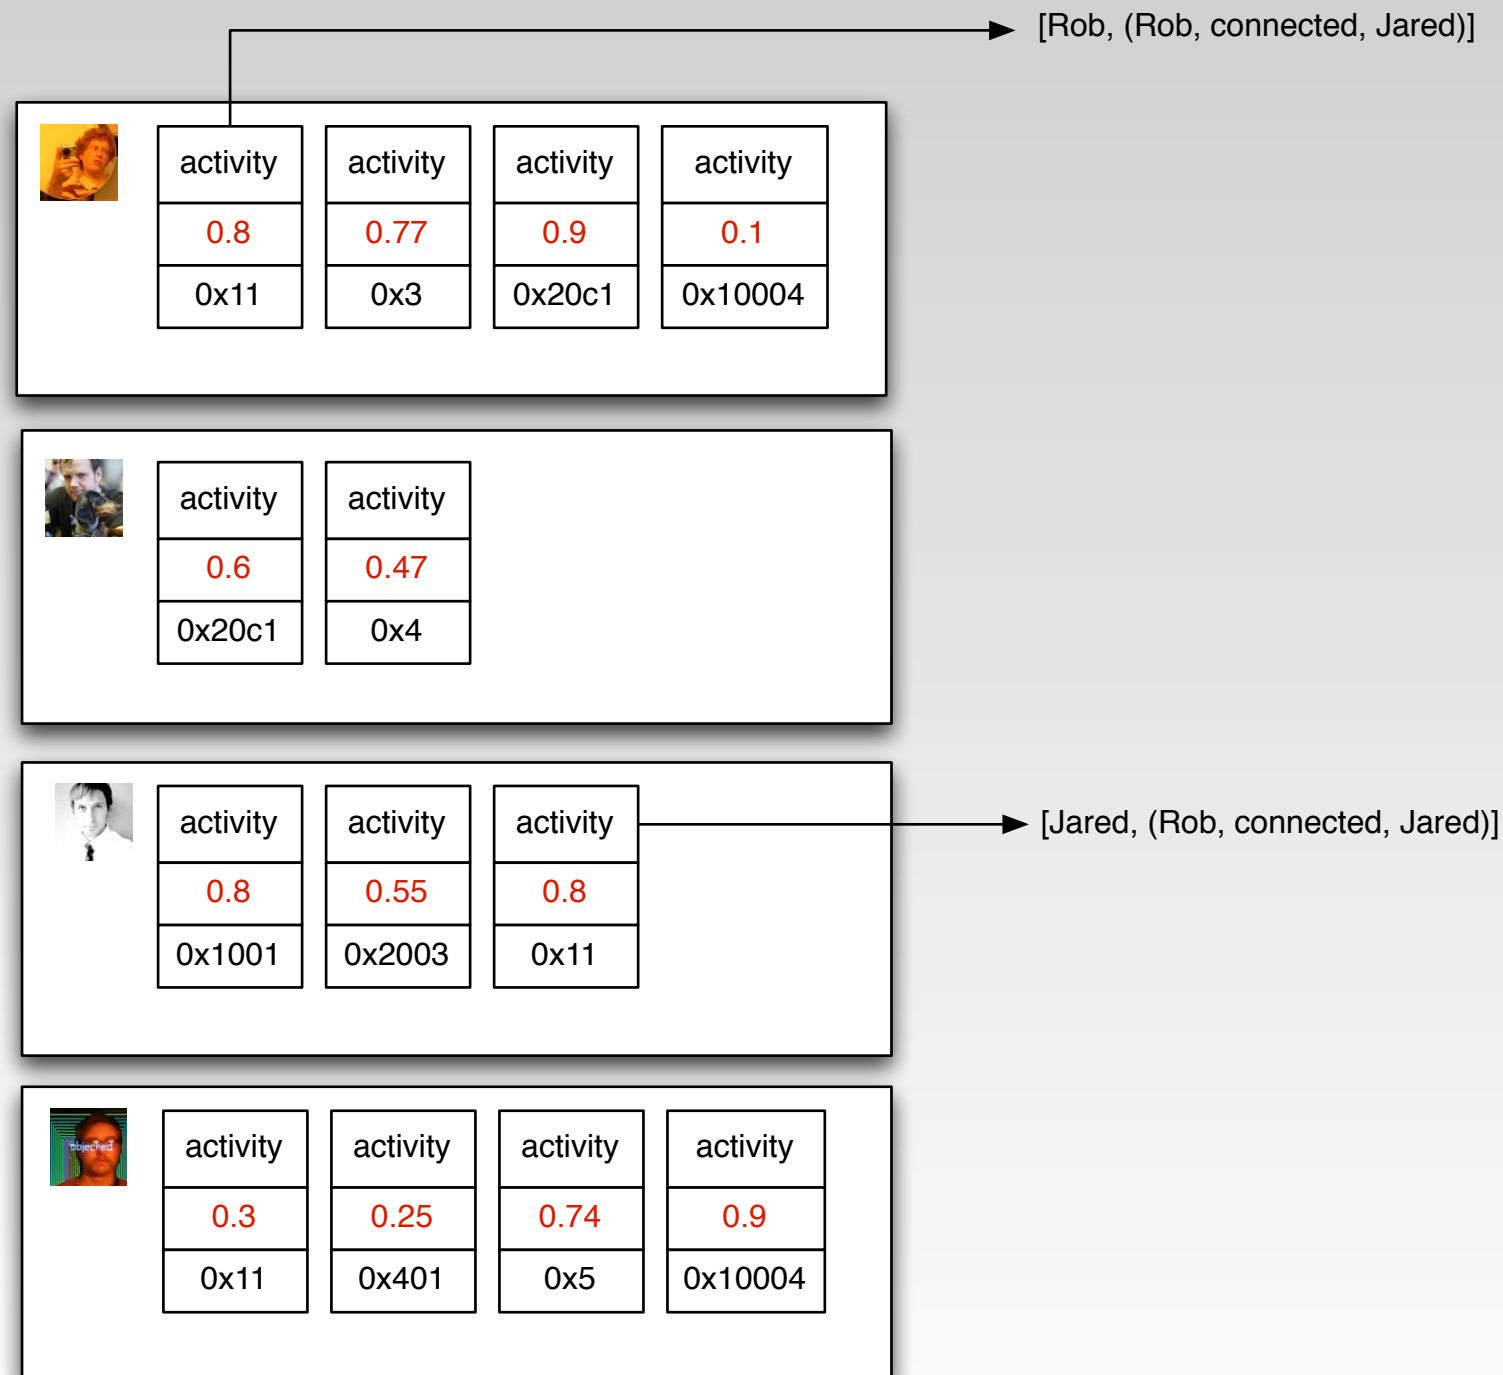 [Rob, (Rob, connected, Jared)]
activity activity activity activity
0.8 0.77 0.9 0.1
0x11 0x3 0x20c1 0x10004
activity activity
0.6 0.47
0x20c1 0x4
activity activity activity
[Jared, (Rob, connected, Jared)]
0.8 0.55 0.8
0x1001 0x2003 0x11
objected
activity activity activity activity
0.3 0.25 0.74 0.9
0x11 0x401 0x5 0x10004